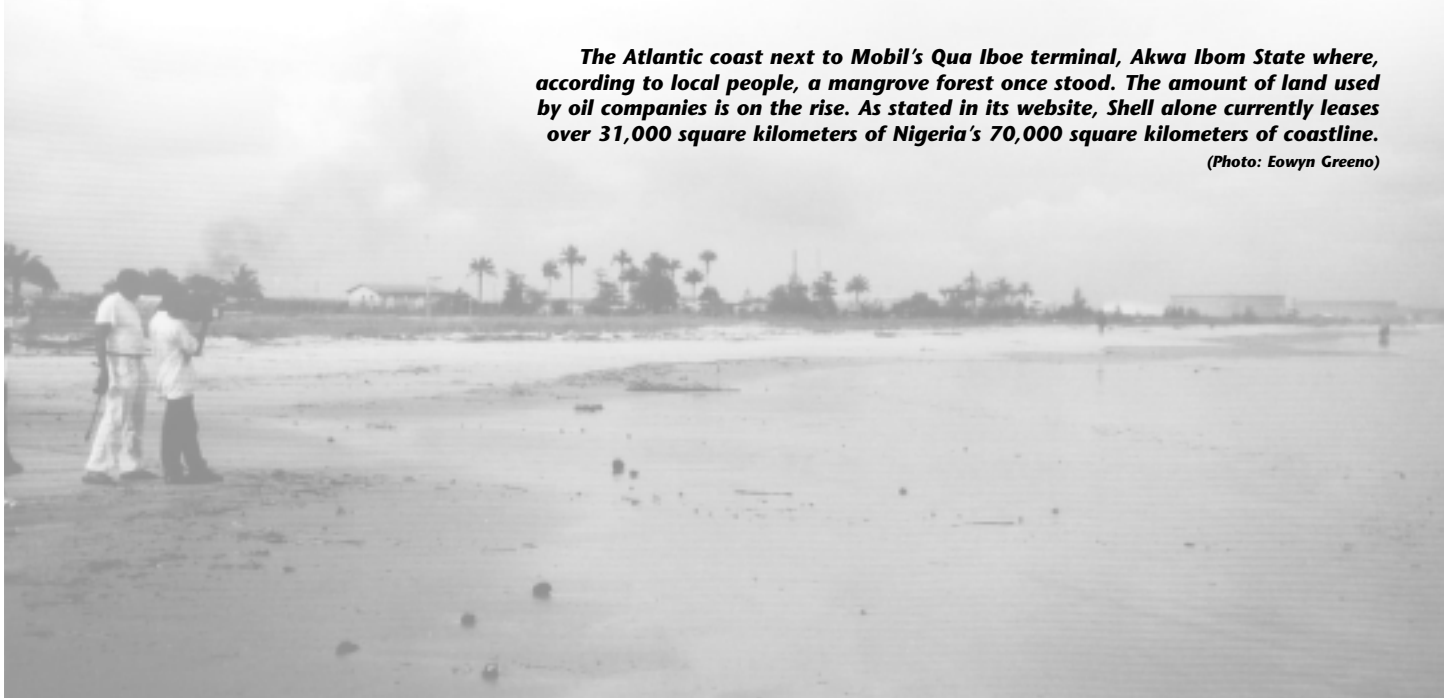 The Atlantic coast next to Mobil’s Qua Iboe terminal, Akwa Ibom State where,
according to local people, a mangrove forest once stood. The amount of land used
by oil companies is on the rise. As stated in its website, Shell alone currently leases
over 31,000 square kilometers of Nigeria’s 70,000 square kilometers of coastline.
(Photo: Eowyn Greeno)